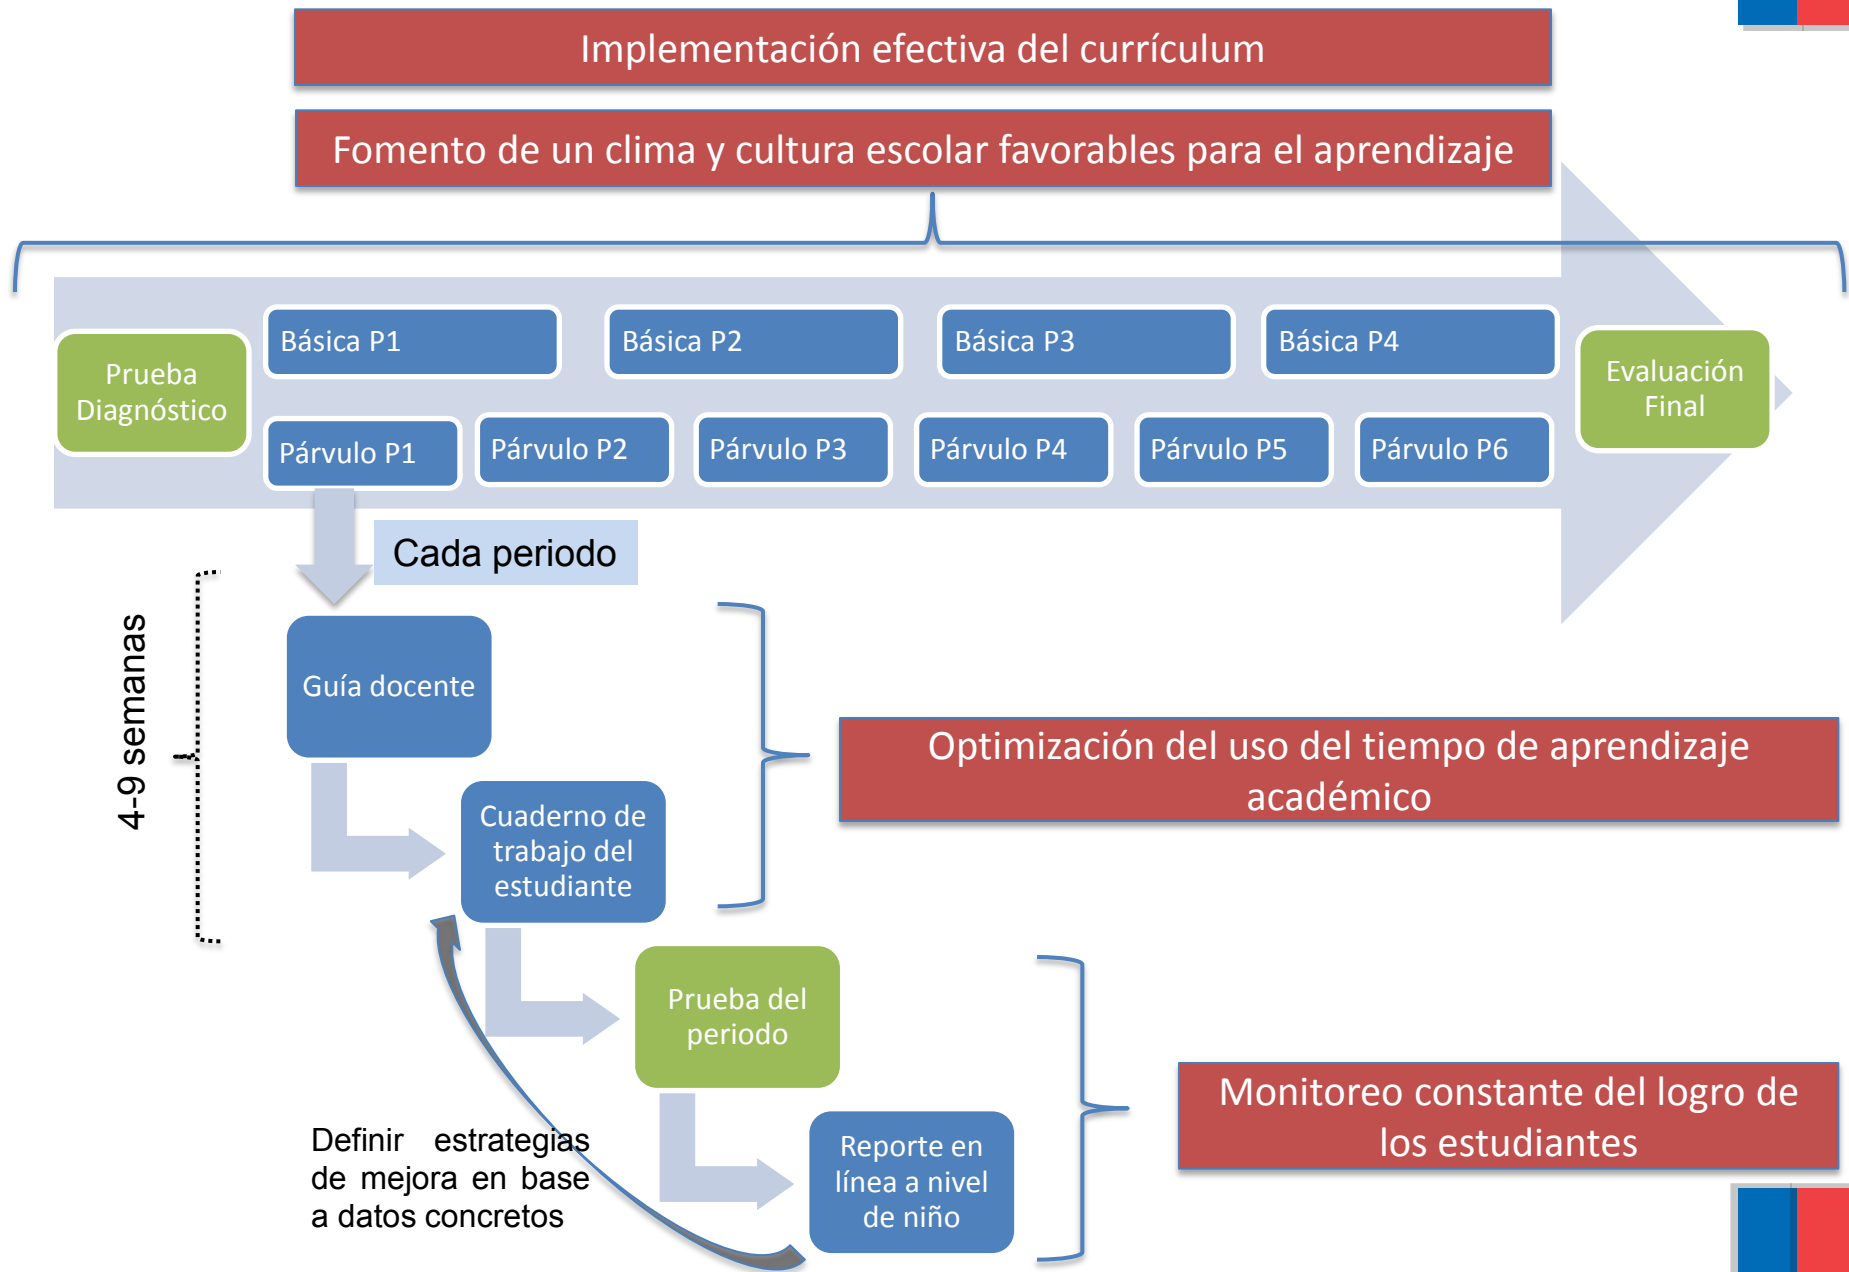 Implementación efectiva del currículum
Fomento de un clima y cultura escolar favorables para el aprendizaje
Prueba
Diagnóstico
Básica P1
Básica P2
Básica P3
Básica P4
Párvulo P1
Párvulo P2
Párvulo P3
Párvulo P4
Párvulo P5
Párvulo P6
Evaluación
Final
Cada periodo
4-9 semanas
Guía docente
Cuaderno de
trabajo del
estudiante
Optimización del uso del tiempo de aprendizaje
académico
Prueba del
periodo
Reporte en
línea a nivel
de niño
Monitoreo constante del logro de
los estudiantes
Definir estrategias
de mejora en base
a datos concretos